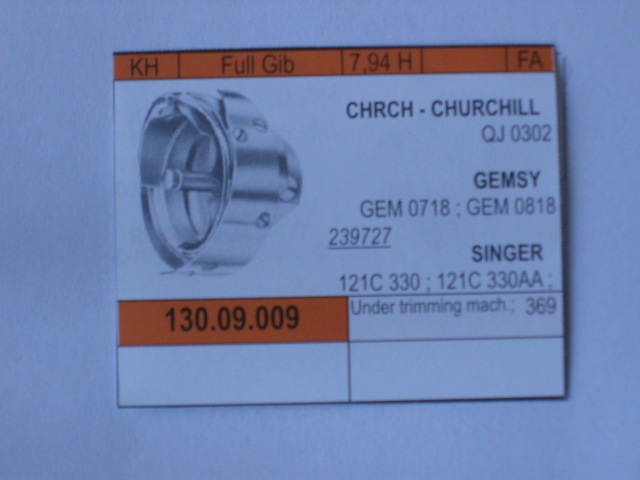 KH Full Gib 7,94 H FA
CHRCH - CHURCHILL
QJ 0302
GEMSY
GEM 0718 ; GEM 0818
239727
SINGER
121C 330 ; 121C 330AA ;
130.09.009
Under trimming mach.; 369